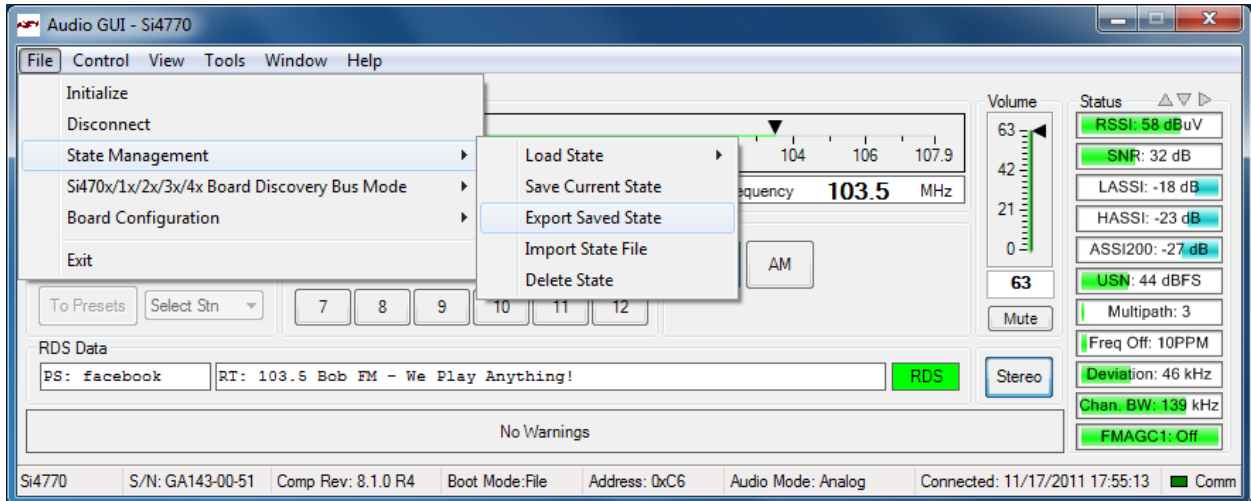 Audio GUI - Si4770
File Control View Tools Window Help
Initialize
Disconnect
State Management
Si470x/1x/2x/3x/4x Board Discovery Bus Mode
Board Configuration
Exit
Load State
Save Current State
Export Saved State
Import State File
Delete State
104 106 107.9
103.5 MHz
AM
To Presets Select Stn
7 8 9 10 11 12
Volume
63
42
21
0
63
Mute
Stereo
Status
RSSI: 58 dBuV
SNR: 32 dB
LASSI: -18 dB
HASSI: -23 dB
ASSI200: -27 dB
USN: 44 dBFS
Multipath: 3
Freq Off: 10PPM
Deviation: 46 kHz
Chan. BW: 139 kHz
FMAGC1: Off
RDS Data
PS: facebook RT: 103.5 Bob FM - We Play Anything! RDS
No Warnings
Si4770 S/N: GA143-00-51 Comp Rev: 8.1.0 R4 Boot Mode:File Address: 0xC6 Audio Mode: Analog Connected: 11/17/2011 17:55:13 Comm